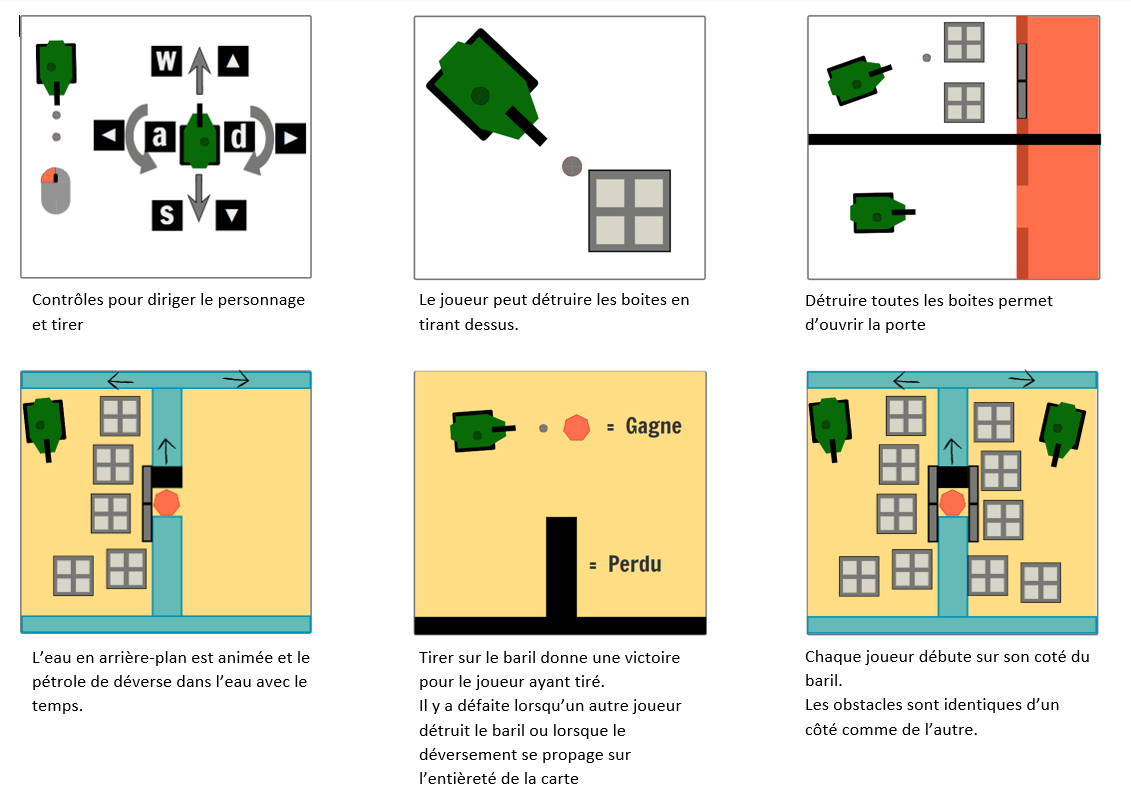 w
a d
s
Contrôles pour diriger le personnage
et tirer
Le joueur peut détruire les boites en
tirant dessus.
Détruire toutes les boites permet
d’ouvrir la porte
L’eau en arrière-plan est animée et le
pétrole de déverse dans l’eau avec le
temps.
= Gagne
= Perdu
Tirer sur le baril donne une victoire
pour le joueur ayant tiré.
Il y a défaite lorsqu’un autre joueur
détruit le baril ou lorsque le
déversement se propage sur
l’entièreté de la carte
Chaque joueur débute sur son coté du
baril.
Les obstacles sont identiques d’un
côté comme de l’autre.